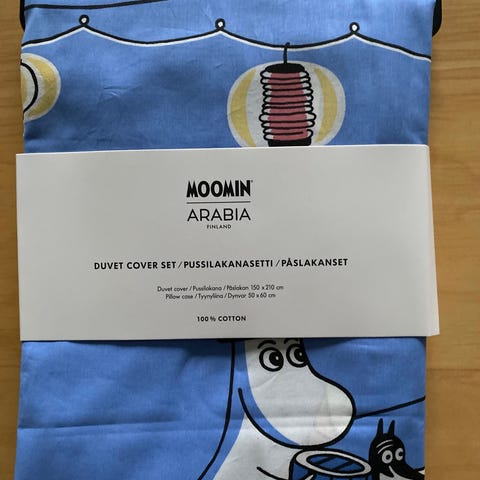 MOOMIN
ARABIA
FINLAND
DUVET COVER SET / PUSSILAKANASETTI / PÅSLAKANSET
Duvet cover / Pussilakana / Påslakan 150 x 210 cm
Pillow case / Tyynyliina / Dynvar 50 x 60 cm
100 % COTTON